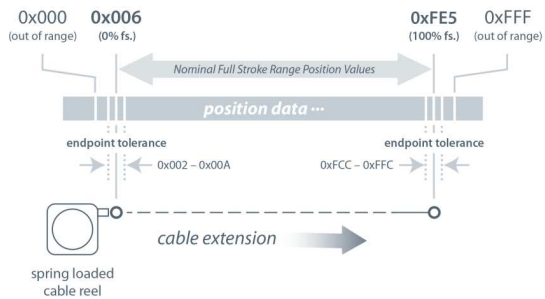 0x000 0x006 0xFE5 0xFFF
(out of range) (0% fs.) (100% fs.) (out of range)
Nominal Full Stroke Range Position Values
position data ···
endpoint tolerance endpoint tolerance
0x002 – 0x00A 0xFCC – 0xFFC
cable extension
spring loaded
cable reel